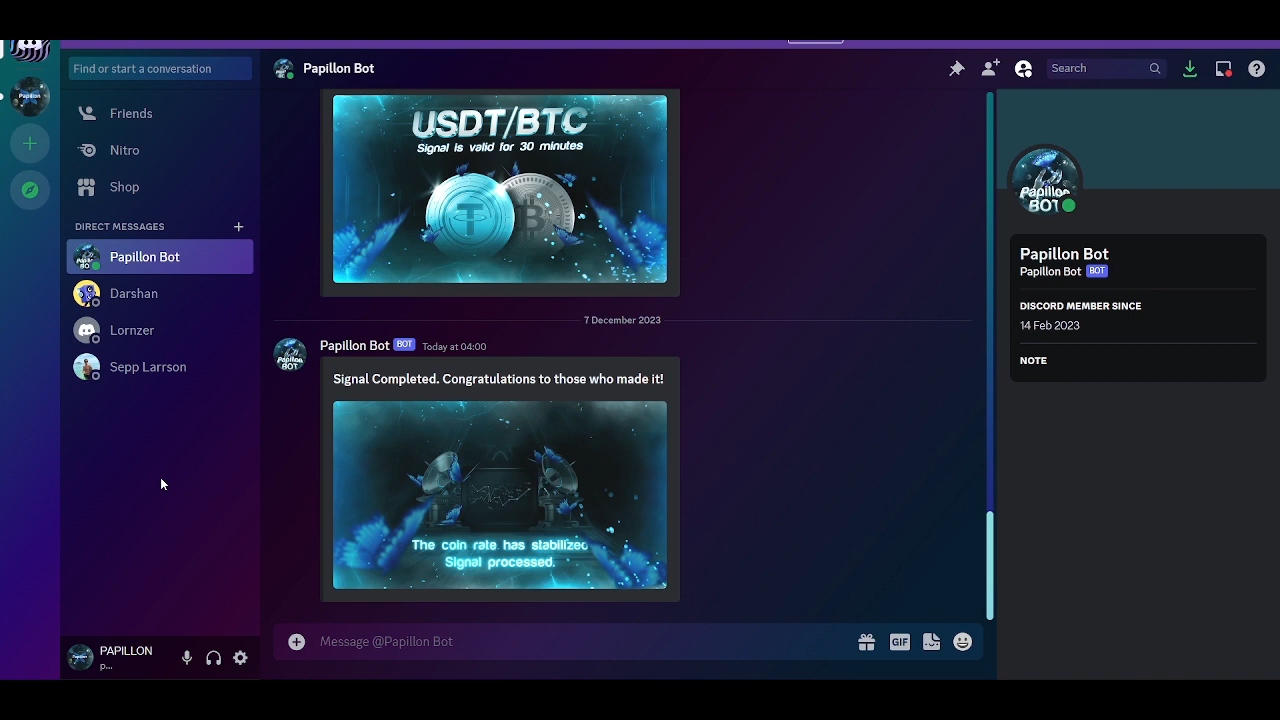 Papillon
Find or start a conversation
Friends
Nitro
Shop
DIRECT MESSAGES
Papillon Bot
Darshan
Lornzer
Sepp Larrson
PAPILLON
p...
Papillon Bot
Search
USDT/BTC
Signal is valid for 30 minutes
7 December 2023
Papillon Bot BOT Today at 04:00
Signal Completed. Congratulations to those who made it!
The coin rate has stabilized
Signal processed.
Message @Papillon Bot
GIF
Papillon
BOT
Papillon Bot
Papillon Bot BOT
DISCORD MEMBER SINCE
14 Feb 2023
NOTE